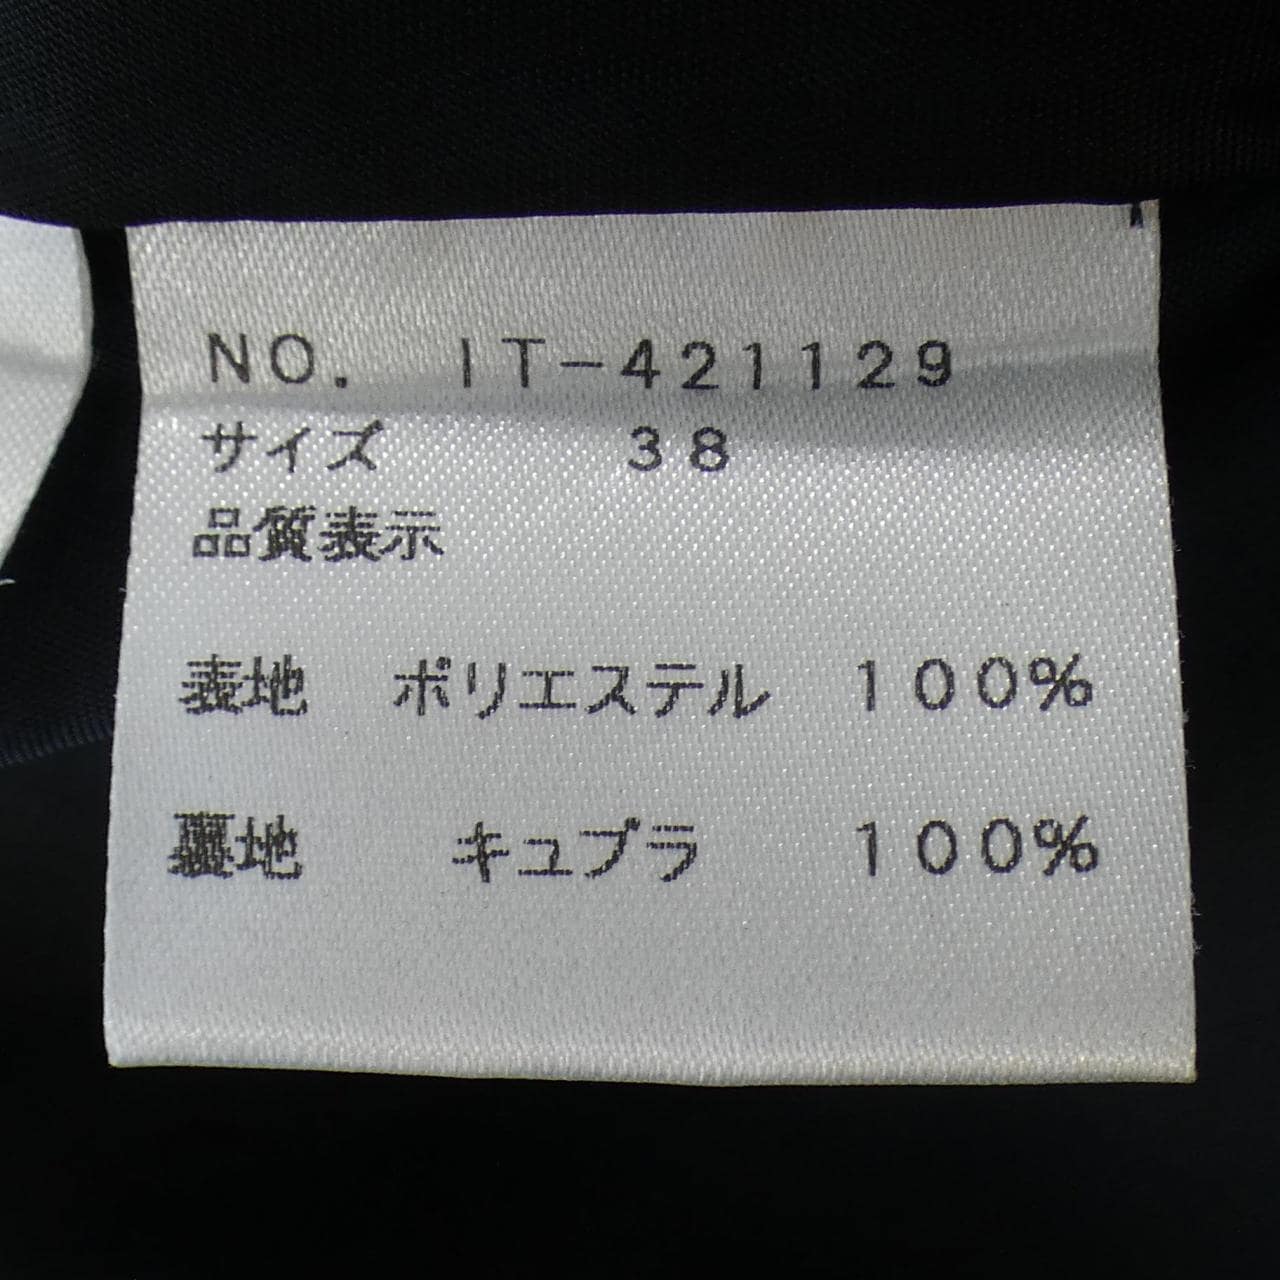 NO. IT-421129
サイズ 38
品質表示
表地 ポリエステル 100%
裏地 キュプラ 100%